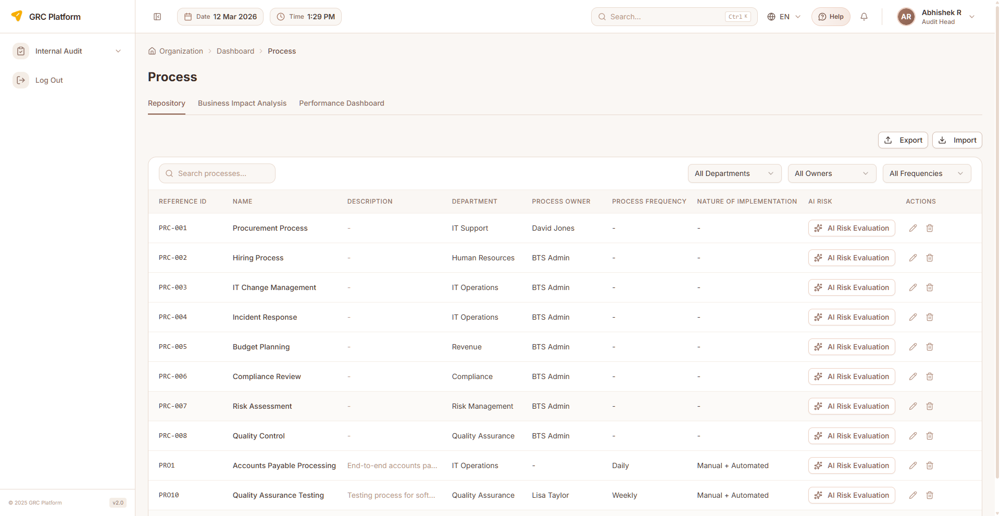 GRC Platform
Date 12 Mar 2026
Time 1:29 PM
Search...
Ctrl K
EN
Help
AR
Abhishek R
Audit Head
Internal Audit
Log Out
Organization > Dashboard > Process
Process
Repository Business Impact Analysis Performance Dashboard
Export Import
Search processes...
All Departments All Owners All Frequencies
REFERENCE ID NAME DESCRIPTION DEPARTMENT PROCESS OWNER PROCESS FREQUENCY NATURE OF IMPLEMENTATION AI RISK ACTIONS
PRC-001 Procurement Process - IT Support David Jones - - AI Risk Evaluation
PRC-002 Hiring Process - Human Resources BTS Admin - - AI Risk Evaluation
PRC-003 IT Change Management - IT Operations BTS Admin - - AI Risk Evaluation
PRC-004 Incident Response - IT Operations BTS Admin - - AI Risk Evaluation
PRC-005 Budget Planning - Revenue BTS Admin - - AI Risk Evaluation
PRC-006 Compliance Review - Compliance BTS Admin - - AI Risk Evaluation
PRC-007 Risk Assessment - Risk Management BTS Admin - - AI Risk Evaluation
PRC-008 Quality Control - Quality Assurance BTS Admin - - AI Risk Evaluation
PRO1 Accounts Payable Processing End-to-end accounts pa... IT Operations - Daily Manual + Automated AI Risk Evaluation
PRO10 Quality Assurance Testing Testing process for soft... Quality Assurance Lisa Taylor Weekly Manual + Automated AI Risk Evaluation
© 2025 GRC Platform v2.0